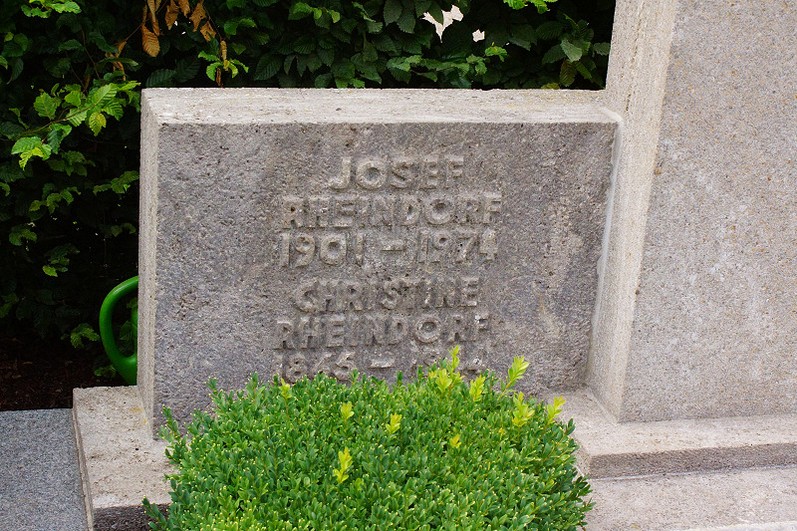 JOSEF
RHEINDORF
1901 – 1974
CHRISTINE
RHEINDORF